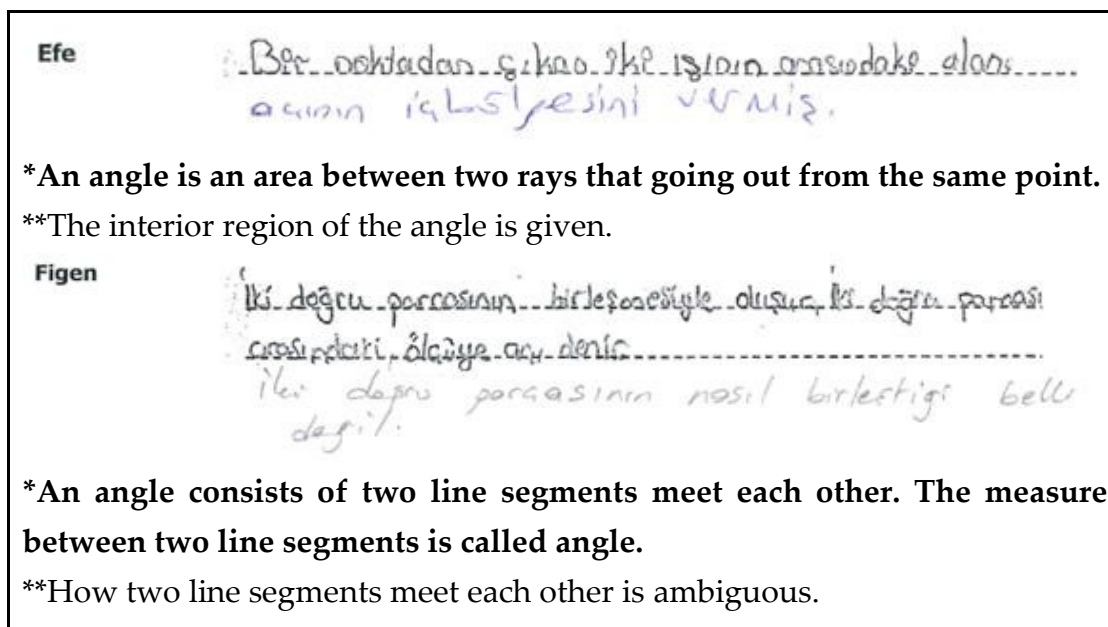 Efe
Bir noktadan çıkan iki ışının arasındaki alanı
açının iç bölgesini vermiş.
*An angle is an area between two rays that going out from the same point.
**The interior region of the angle is given.
Figen
İki doğru parçasının birleşmesiyle oluşur, İki doğru parçası
arasındaki ölçüye açı denir
iki doğru parçasının nasıl birleştiği belli
değil.
*An angle consists of two line segments meet each other. The measure
between two line segments is called angle.
**How two line segments meet each other is ambiguous.